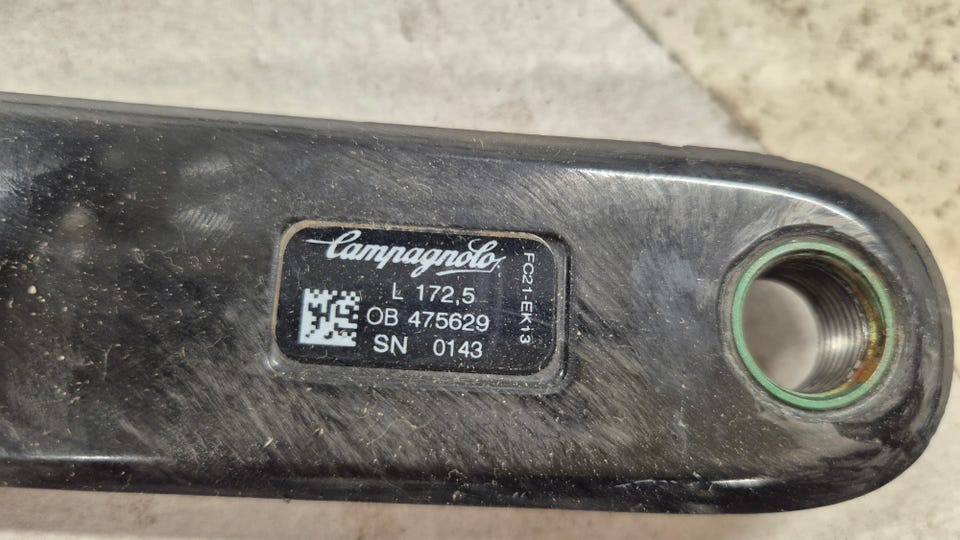 Campagnolo
L 172,5
OB 475629
SN 0143
FC21-EK13